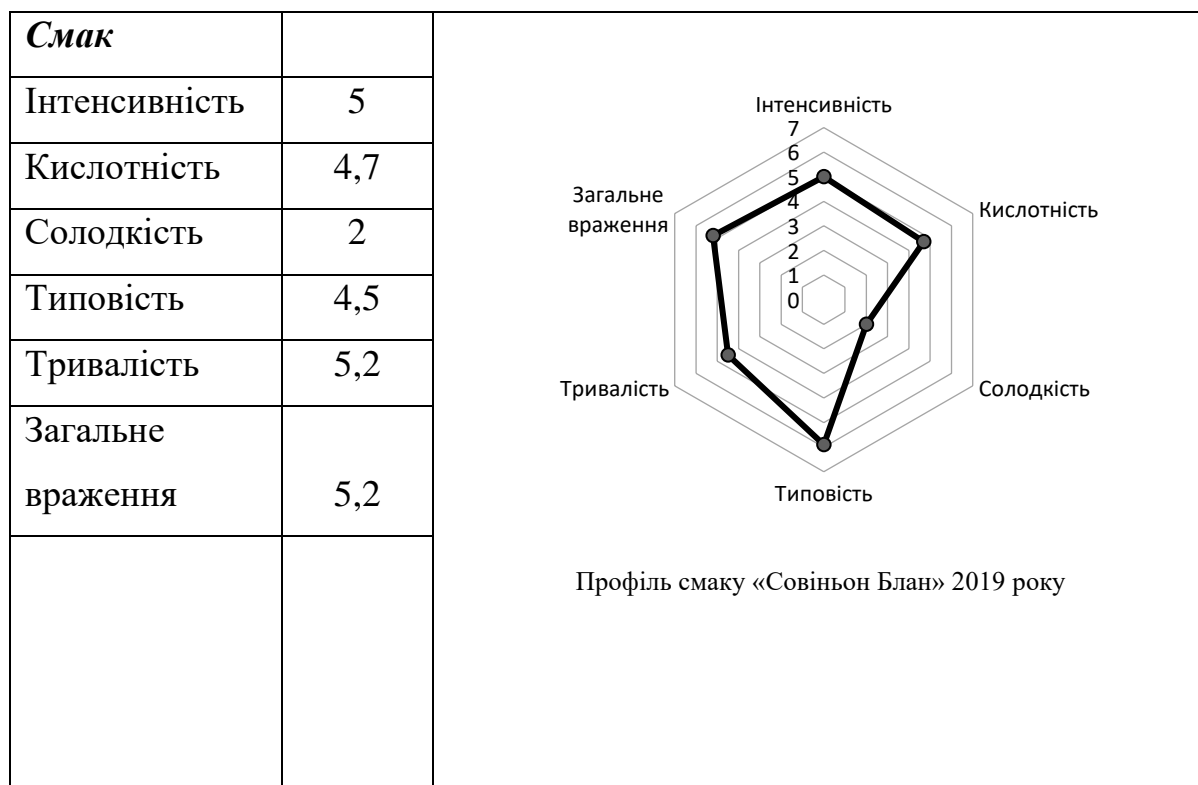 Смак
Інтенсивність 5
Кислотність 4,7
Солодкість 2
Типовість 4,5
Тривалість 5,2
Загальне
враження 5,2
Інтенсивність
7
6
5
4
3
2
1
0
Кислотність
Солодкість
Типовість
Тривалість
Загальне
враження
Профіль смаку «Совіньон Блан» 2019 року